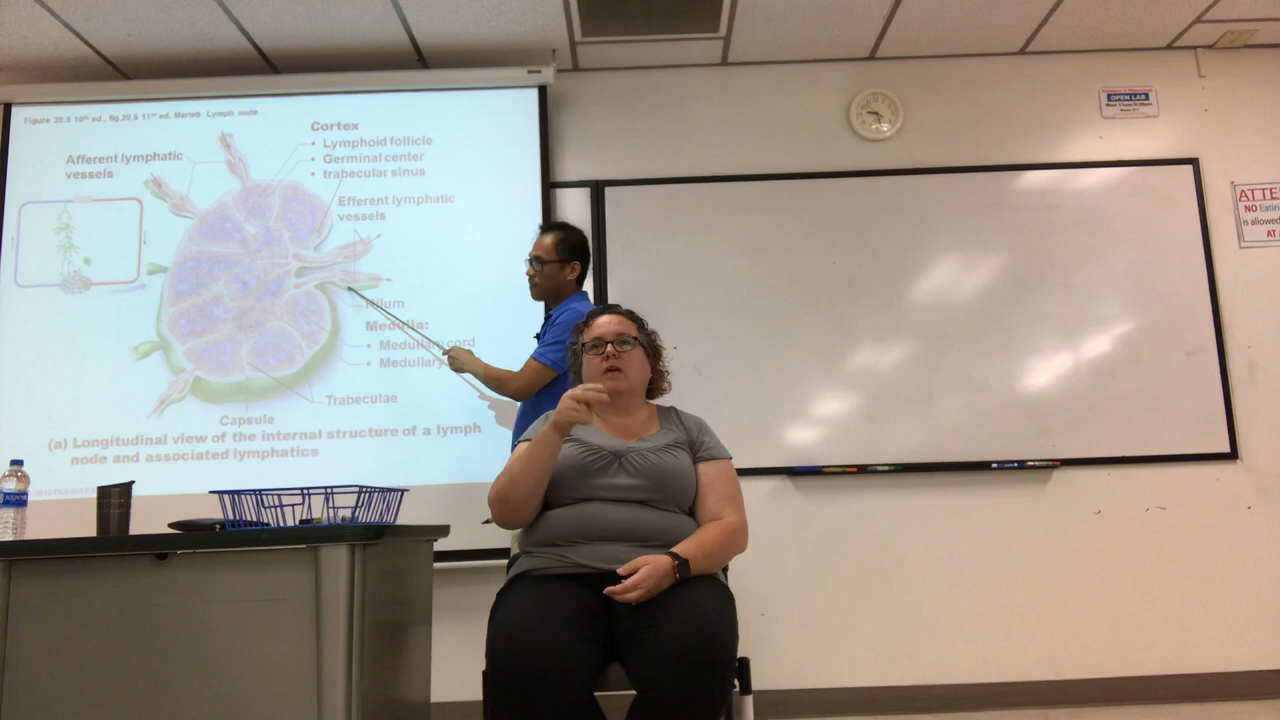 Figure 20.5 10th ed., fig.20.6 11th ed. Marieb Lymph node
Cortex
• Lymphoid follicle
• Germinal center
• trabecular sinus
Afferent lymphatic
vessels
Efferent lymphatic
vessels
Hilum
Medulla:
• Medullary cord
• Medullary
Trabeculae
Capsule
(a) Longitudinal view of the internal structure of a lymph
node and associated lymphatics
OPEN LAB
ATTE
NO Eatin
is allowed
AT